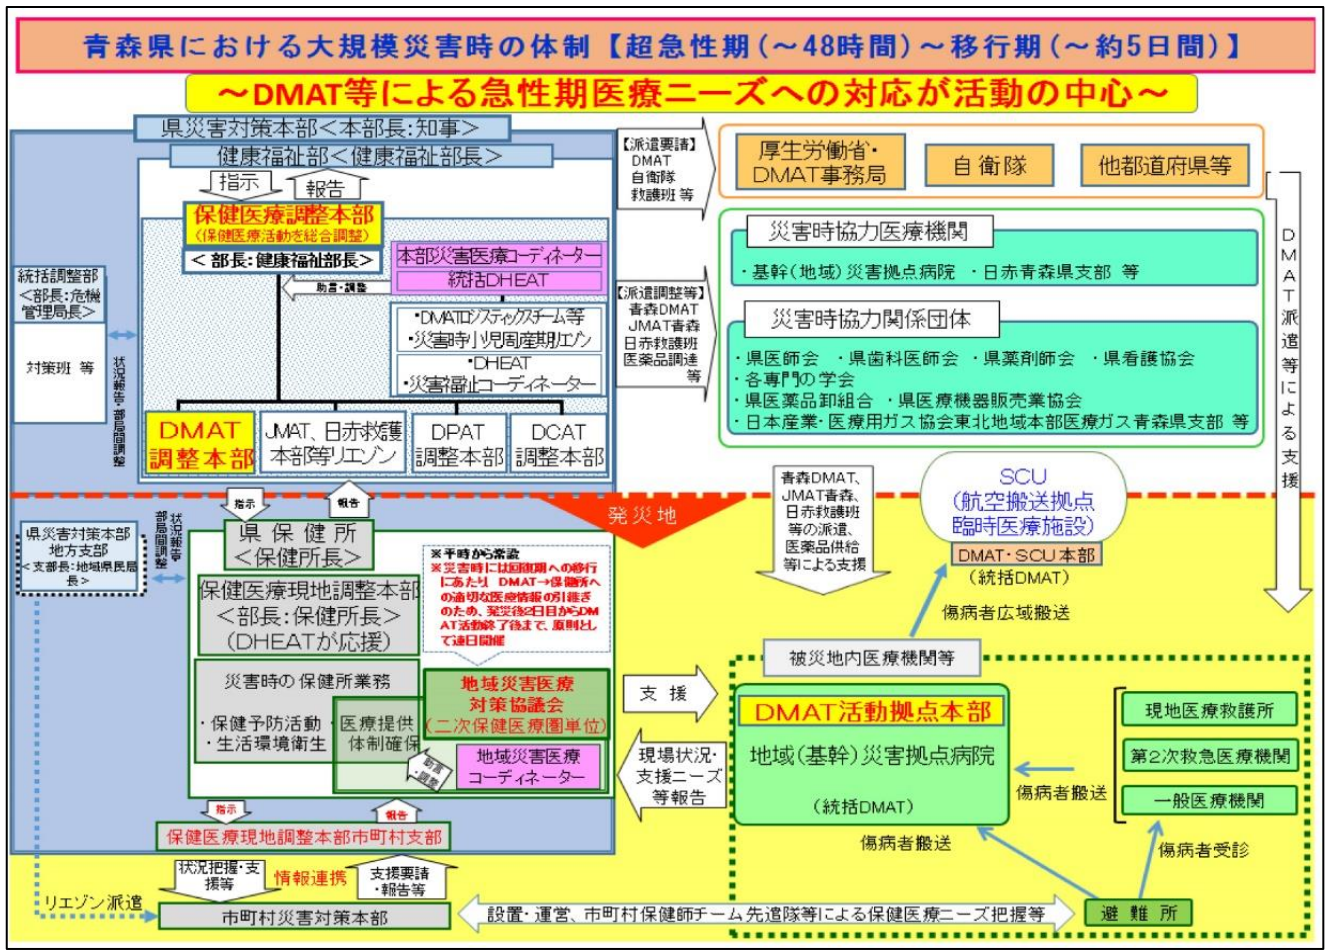 青森県における大規模災害時の体制【超急性期（～48時間）～移行期（～約5日間）】
～DMAT等による急性期医療ニーズへの対応が活動の中心～
県災害対策本部＜本部長：知事＞
健康福祉部＜健康福祉部長＞
指示
報告
保健医療調整本部
（保健医療活動を総合調整）
＜部長：健康福祉部長＞
本部災害医療コーディネーター
統括DHEAT
助言・調整
・DMATロジスティックスチーム等
・災害時小児周産期リエゾン
・DHEAT
・災害福祉コーディネーター
統括調整部
＜部長：危機
管理局長＞
対策班 等
状況報告・部局間調整
DMAT
調整本部
JMAT、日赤救護
本部等リエゾン
DPAT
調整本部
DCAT
調整本部
【派遣要請】
DMAT
自衛隊
救護班 等
厚生労働省・
DMAT事務局
自衛隊
他都道府県等
【派遣調整等】
青森DMAT
JMAT青森
日赤救護班
医薬品調達
等
災害時協力医療機関
・基幹（地域）災害拠点病院 ・日赤青森県支部 等
災害時協力関係団体
・県医師会 ・県歯科医師会 ・県薬剤師会 ・県看護協会
・各専門の学会
・県医薬品卸組合 ・県医療機器販売業協会
・日本産業・医療用ガス協会東北地域本部医療ガス青森県支部 等
DMAT派遣等による支援
指示
報告
発災地
青森DMAT、
JMAT青森、
日赤救護班
等の派遣、
医薬品供給
等による支援
SCU
（航空搬送拠点
臨時医療施設）
DMAT・SCU本部
（統括DMAT）
傷病者広域搬送
県災害対策本部
地方支部
＜支部長：地域県民局
長＞
状況報告
部局間調整
県保健所
＜保健所長＞
保健医療現地調整本部
＜部長：保健所長＞
（DHEATが応援）
※平時から常設
※災害時には回復期への移行
にあたり、DMAT→保健所へ
の適切な医療情報の引継ぎ
のため、発災後2日目からDM
AT活動終了後まで、原則とし
て連日開催
災害時の保健所業務
・保健予防活動
・生活環境衛生
・医療提供
体制確保
地域災害医療
対策協議会
（二次保健医療圏単位）
地域災害医療
コーディネーター
助言
・調整
支援
現場状況・
支援ニーズ
等報告
被災地内医療機関等
DMAT活動拠点本部
地域（基幹）災害拠点病院
（統括DMAT）
傷病者搬送
現地医療救護所
第2次救急医療機関
一般医療機関
傷病者搬送
傷病者受診
指示
報告
保健医療現地調整本部市町村支部
状況把握・支
援等
情報連携
支援要請
・報告等
リエゾン派遣
市町村災害対策本部
設置・運営、市町村保健師チーム先遣隊等による保健医療ニーズ把握等
避難所